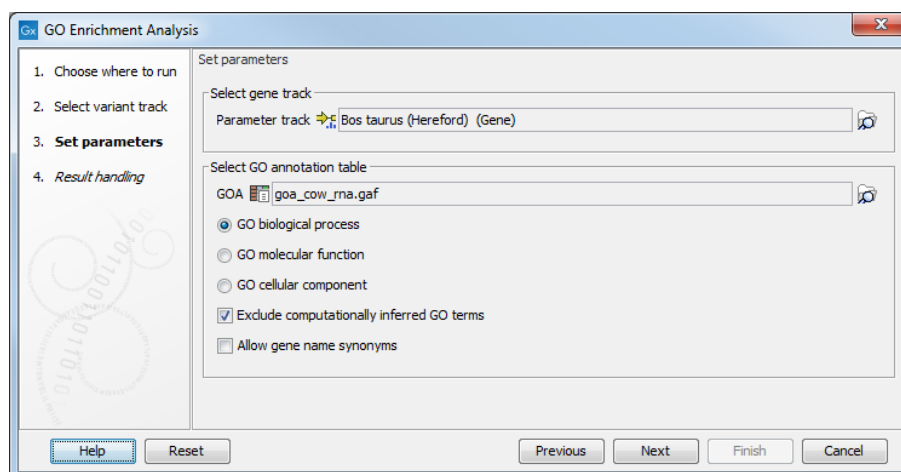 Gx GO Enrichment Analysis
1. Choose where to run
2. Select variant track
3. Set parameters
4. Result handling
Set parameters
Select gene track
Parameter track Bos taurus (Hereford) (Gene)
Select GO annotation table
GOA goa_cow_rna.gaf
GO biological process
GO molecular function
GO cellular component
Exclude computationally inferred GO terms
Allow gene name synonyms
Help Reset Previous Next Finish Cancel